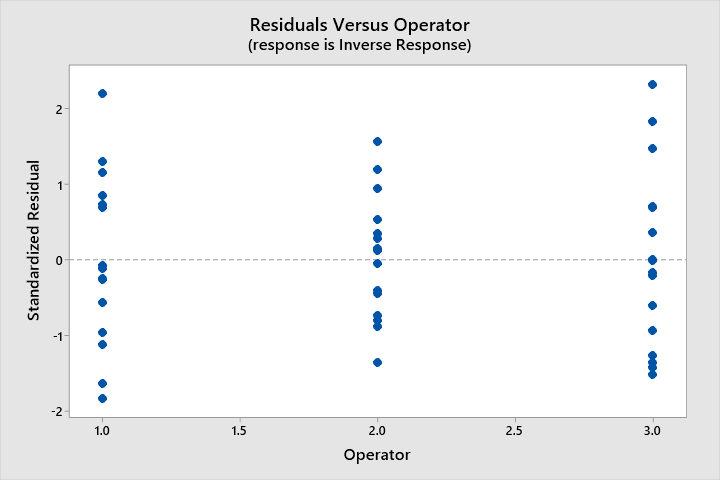 Residuals Versus Operator
(response is Inverse Response)
Standardized Residual
2
1
0
-1
-2
1.0 1.5 2.0 2.5 3.0
Operator